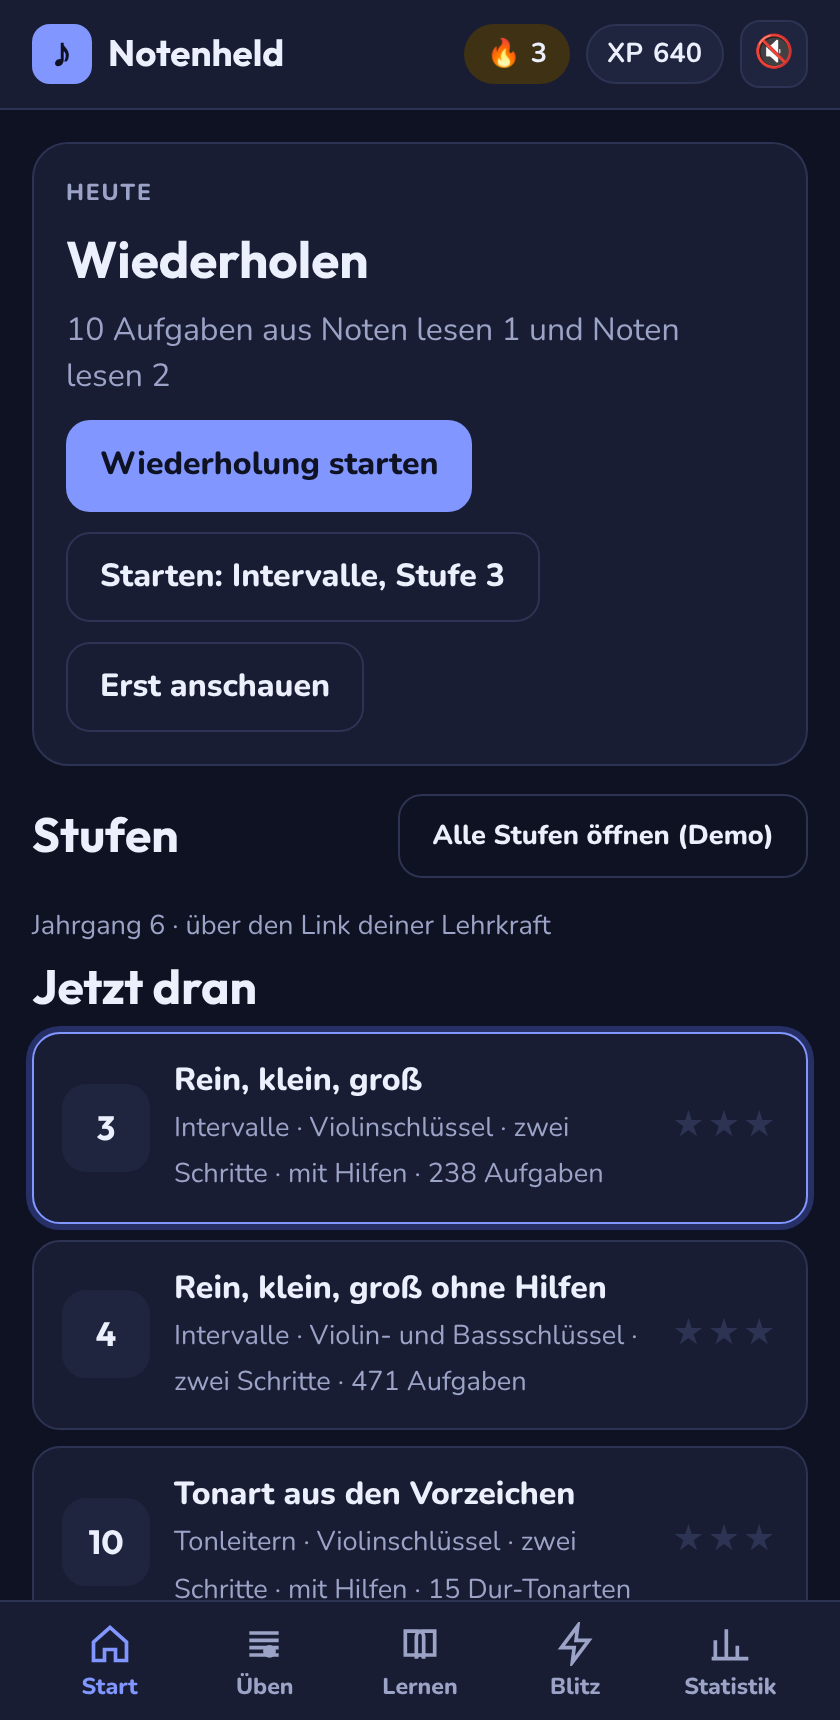 Notenheld
3
XP 640
HEUTE
Wiederholen
10 Aufgaben aus Noten lesen 1 und Noten
lesen 2
Wiederholung starten
Starten: Intervalle, Stufe 3
Erst anschauen
Stufen
Alle Stufen öffnen (Demo)
Jahrgang 6 · über den Link deiner Lehrkraft
Jetzt dran
3
Rein, klein, groß
Intervalle · Violinschlüssel · zwei
Schritte · mit Hilfen · 238 Aufgaben
4
Rein, klein, groß ohne Hilfen
Intervalle · Violin- und Bassschlüssel ·
zwei Schritte · 471 Aufgaben
10
Tonart aus den Vorzeichen
Tonleitern · Violinschlüssel · zwei
Schritte · mit Hilfen · 15 Dur-Tonarten
Start
Üben
Lernen
Blitz
Statistik